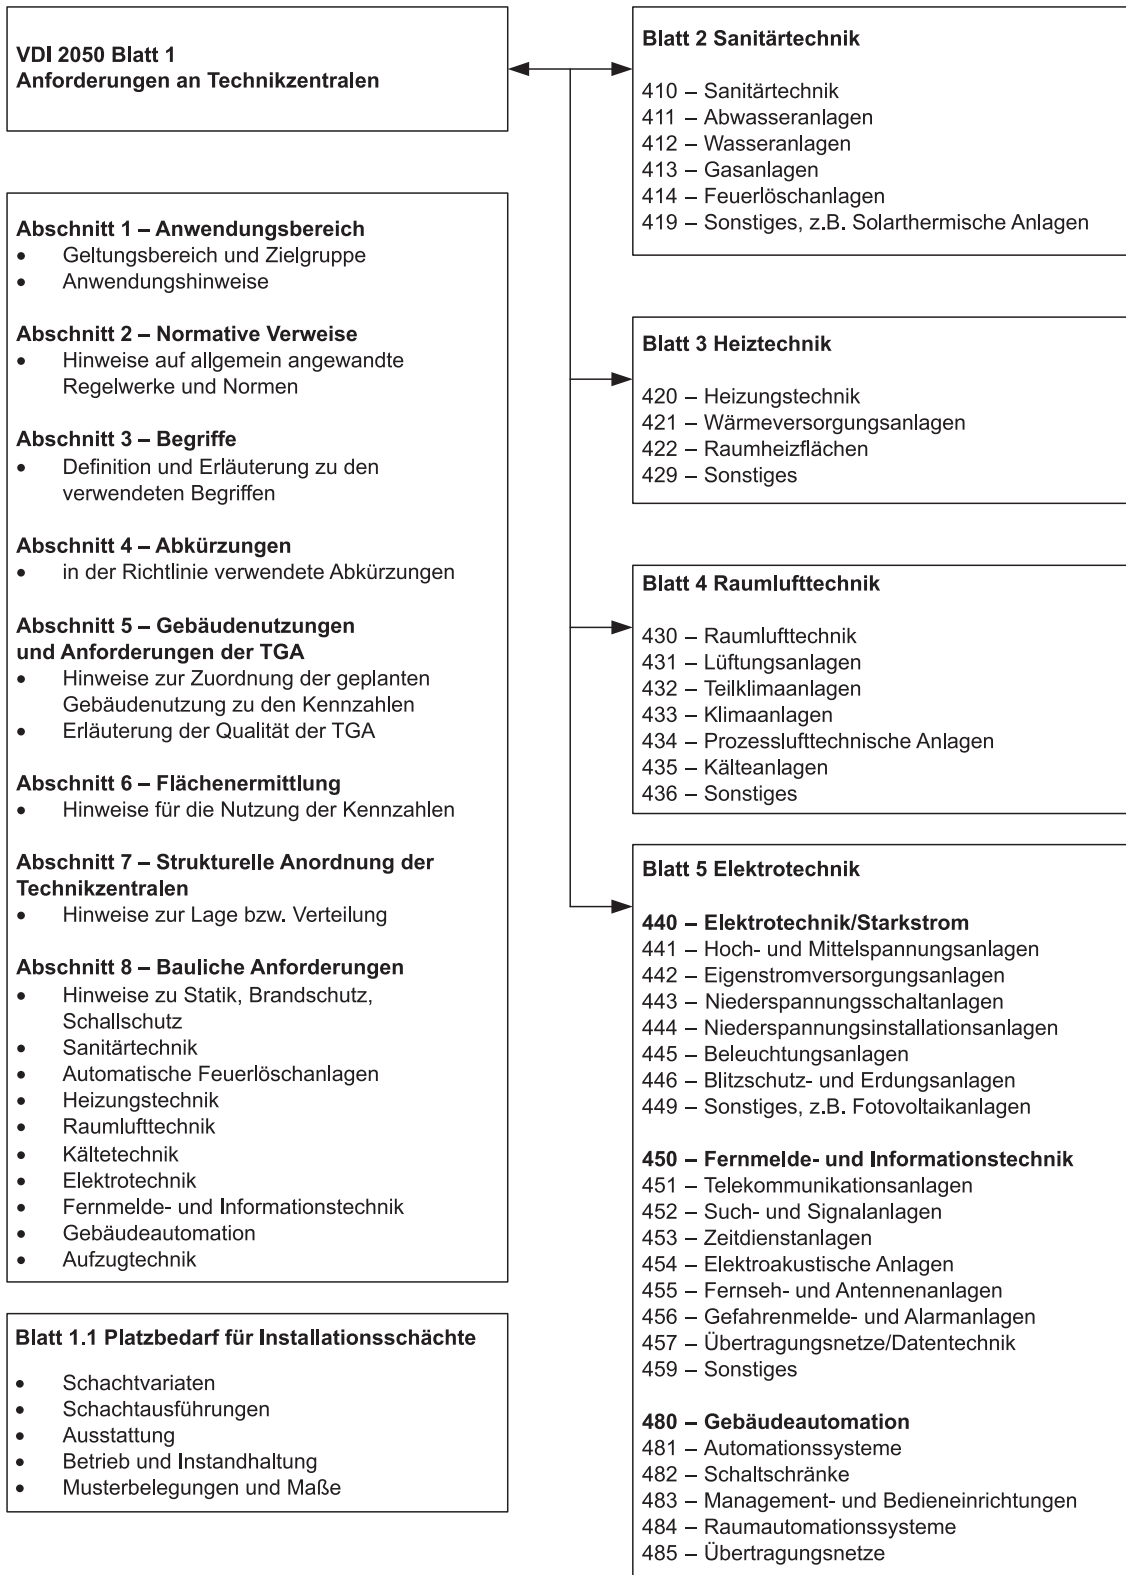 VDI 2050 Blatt 1
Anforderungen an Technikzentralen
Abschnitt 1 – Anwendungsbereich
• Geltungsbereich und Zielgruppe
• Anwendungshinweise
Abschnitt 2 – Normative Verweise
• Hinweise auf allgemein angewandte
Regelwerke und Normen
Abschnitt 3 – Begriffe
• Definition und Erläuterung zu den
verwendeten Begriffen
Abschnitt 4 – Abkürzungen
• in der Richtlinie verwendete Abkürzungen
Abschnitt 5 – Gebäudenutzungen
und Anforderungen der TGA
• Hinweise zur Zuordnung der geplanten
Gebäudenutzung zu den Kennzahlen
• Erläuterung der Qualität der TGA
Abschnitt 6 – Flächenermittlung
• Hinweise für die Nutzung der Kennzahlen
Abschnitt 7 – Strukturelle Anordnung der
Technikzentralen
• Hinweise zur Lage bzw. Verteilung
Abschnitt 8 – Bauliche Anforderungen
• Hinweise zu Statik, Brandschutz,
Schallschutz
• Sanitärtechnik
• Automatische Feuerlöschanlagen
• Heizungstechnik
• Raumlufttechnik
• Kältetechnik
• Elektrotechnik
• Fernmelde- und Informationstechnik
• Gebäudeautomation
• Aufzugtechnik
Blatt 1.1 Platzbedarf für Installationsschächte
• Schachtvariaten
• Schachtausführungen
• Ausstattung
• Betrieb und Instandhaltung
• Musterbelegungen und Maße
Blatt 2 Sanitärtechnik
410 – Sanitärtechnik
411 – Abwasseranlagen
412 – Wasseranlagen
413 – Gasanlagen
414 – Feuerlöschanlagen
419 – Sonstiges, z.B. Solarthermische Anlagen
Blatt 3 Heiztechnik
420 – Heizungstechnik
421 – Wärmeversorgungsanlagen
422 – Raumheizflächen
429 – Sonstiges
Blatt 4 Raumlufttechnik
430 – Raumlufttechnik
431 – Lüftungsanlagen
432 – Teilklimaanlagen
433 – Klimaanlagen
434 – Prozesslufttechnische Anlagen
435 – Kälteanlagen
436 – Sonstiges
Blatt 5 Elektrotechnik
440 – Elektrotechnik/Starkstrom
441 – Hoch- und Mittelspannungsanlagen
442 – Eigenstromversorgungsanlagen
443 – Niederspannungsschaltanlagen
444 – Niederspannungsinstallationsanlagen
445 – Beleuchtungsanlagen
446 – Blitzschutz- und Erdungsanlagen
449 – Sonstiges, z.B. Fotovoltaikanlagen
450 – Fernmelde- und Informationstechnik
451 – Telekommunikationsanlagen
452 – Such- und Signalanlagen
453 – Zeitdienstanlagen
454 – Elektroakustische Anlagen
455 – Fernseh- und Antennenanlagen
456 – Gefahrenmelde- und Alarmanlagen
457 – Übertragungsnetze/Datentechnik
459 – Sonstiges
480 – Gebäudeautomation
481 – Automationssysteme
482 – Schaltschränke
483 – Management- und Bedieneinrichtungen
484 – Raumautomationssysteme
485 – Übertragungsnetze